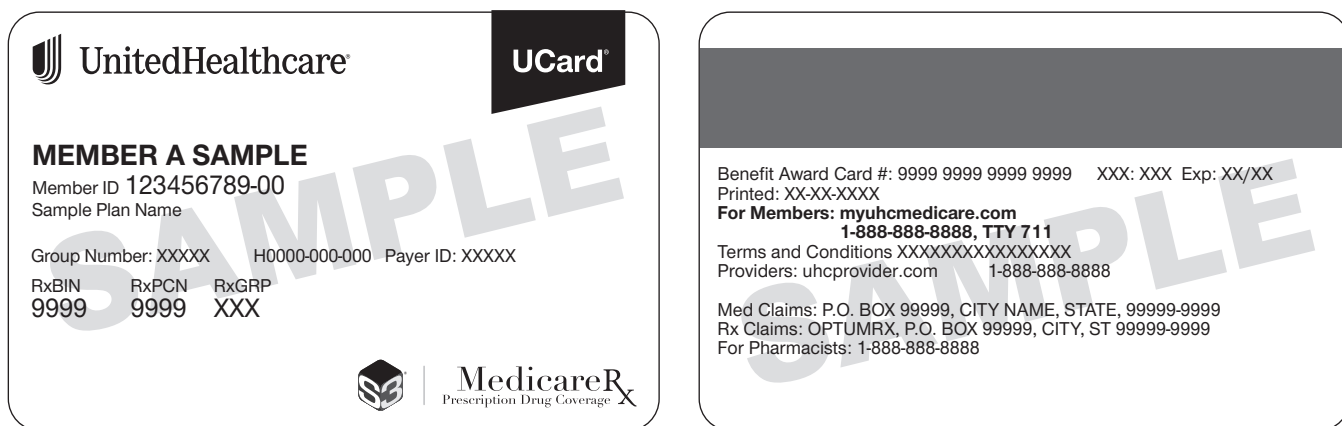 UnitedHealthcare®
UCard®
SAMPLE
MEMBER A SAMPLE
Member ID 123456789-00
Sample Plan Name
Group Number: XXXXX H0000-000-000 Payer ID: XXXXX
RxBIN RxPCN RxGRP
9999 9999 XXX
S3®
MedicareRx
Prescription Drug Coverage
SAMPLE
Benefit Award Card #: 9999 9999 9999 9999 XXX: XXX Exp: XX/XX
Printed: XX-XX-XXXX
For Members: myuhcmedicare.com
1-888-888-8888, TTY 711
Terms and Conditions XXXXXXXXXXXXXXXX
Providers: uhcprovider.com 1-888-888-8888
Med Claims: P.O. BOX 99999, CITY NAME, STATE, 99999-9999
Rx Claims: OPTUMRX, P.O. BOX 99999, CITY, ST 99999-9999
For Pharmacists: 1-888-888-8888